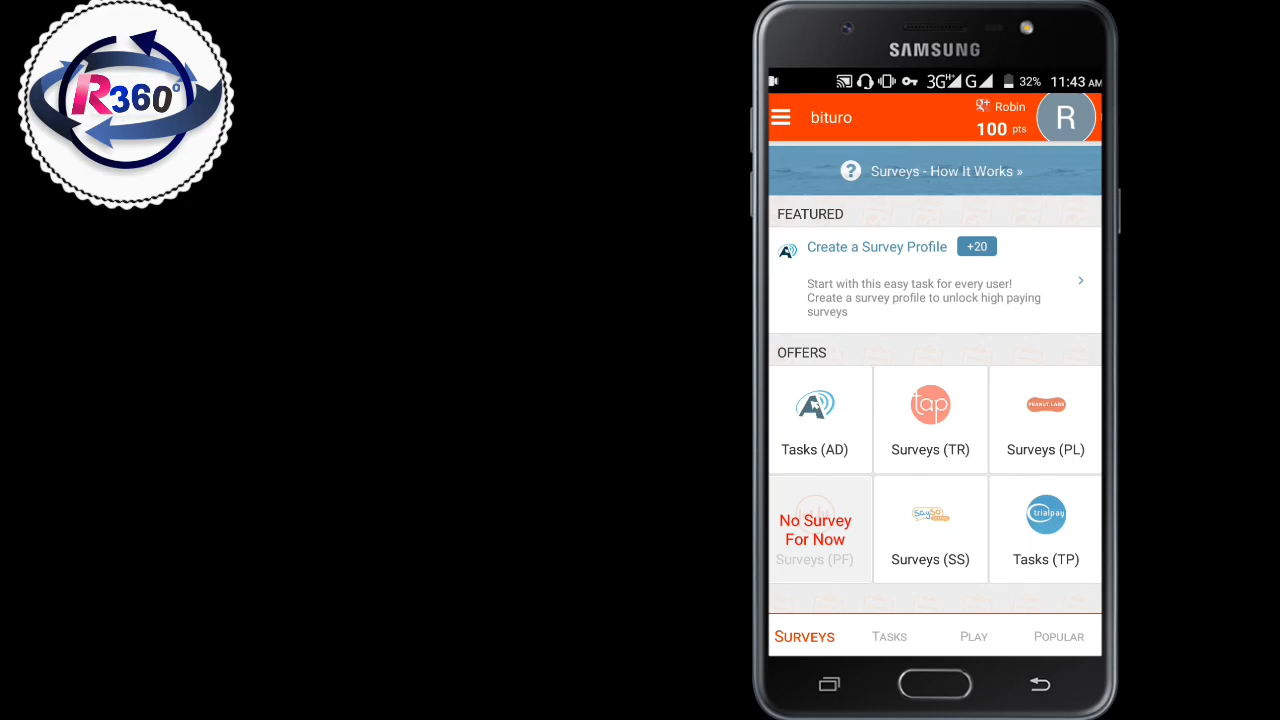 R360°
SAMSUNG
3G H+ G 32% 11:43 AM
bituro
g+ Robin
100 pts
R
? Surveys - How It Works »
FEATURED
Create a Survey Profile +20
Start with this easy task for every user!
Create a survey profile to unlock high paying
surveys
OFFERS
A tap PEANUT LABS
Tasks (AD) Surveys (TR) Surveys (PL)
No Survey
For Now
Surveys (PF)
saySo
Surveys (SS)
trialpay
Tasks (TP)
SURVEYS TASKS PLAY POPULAR